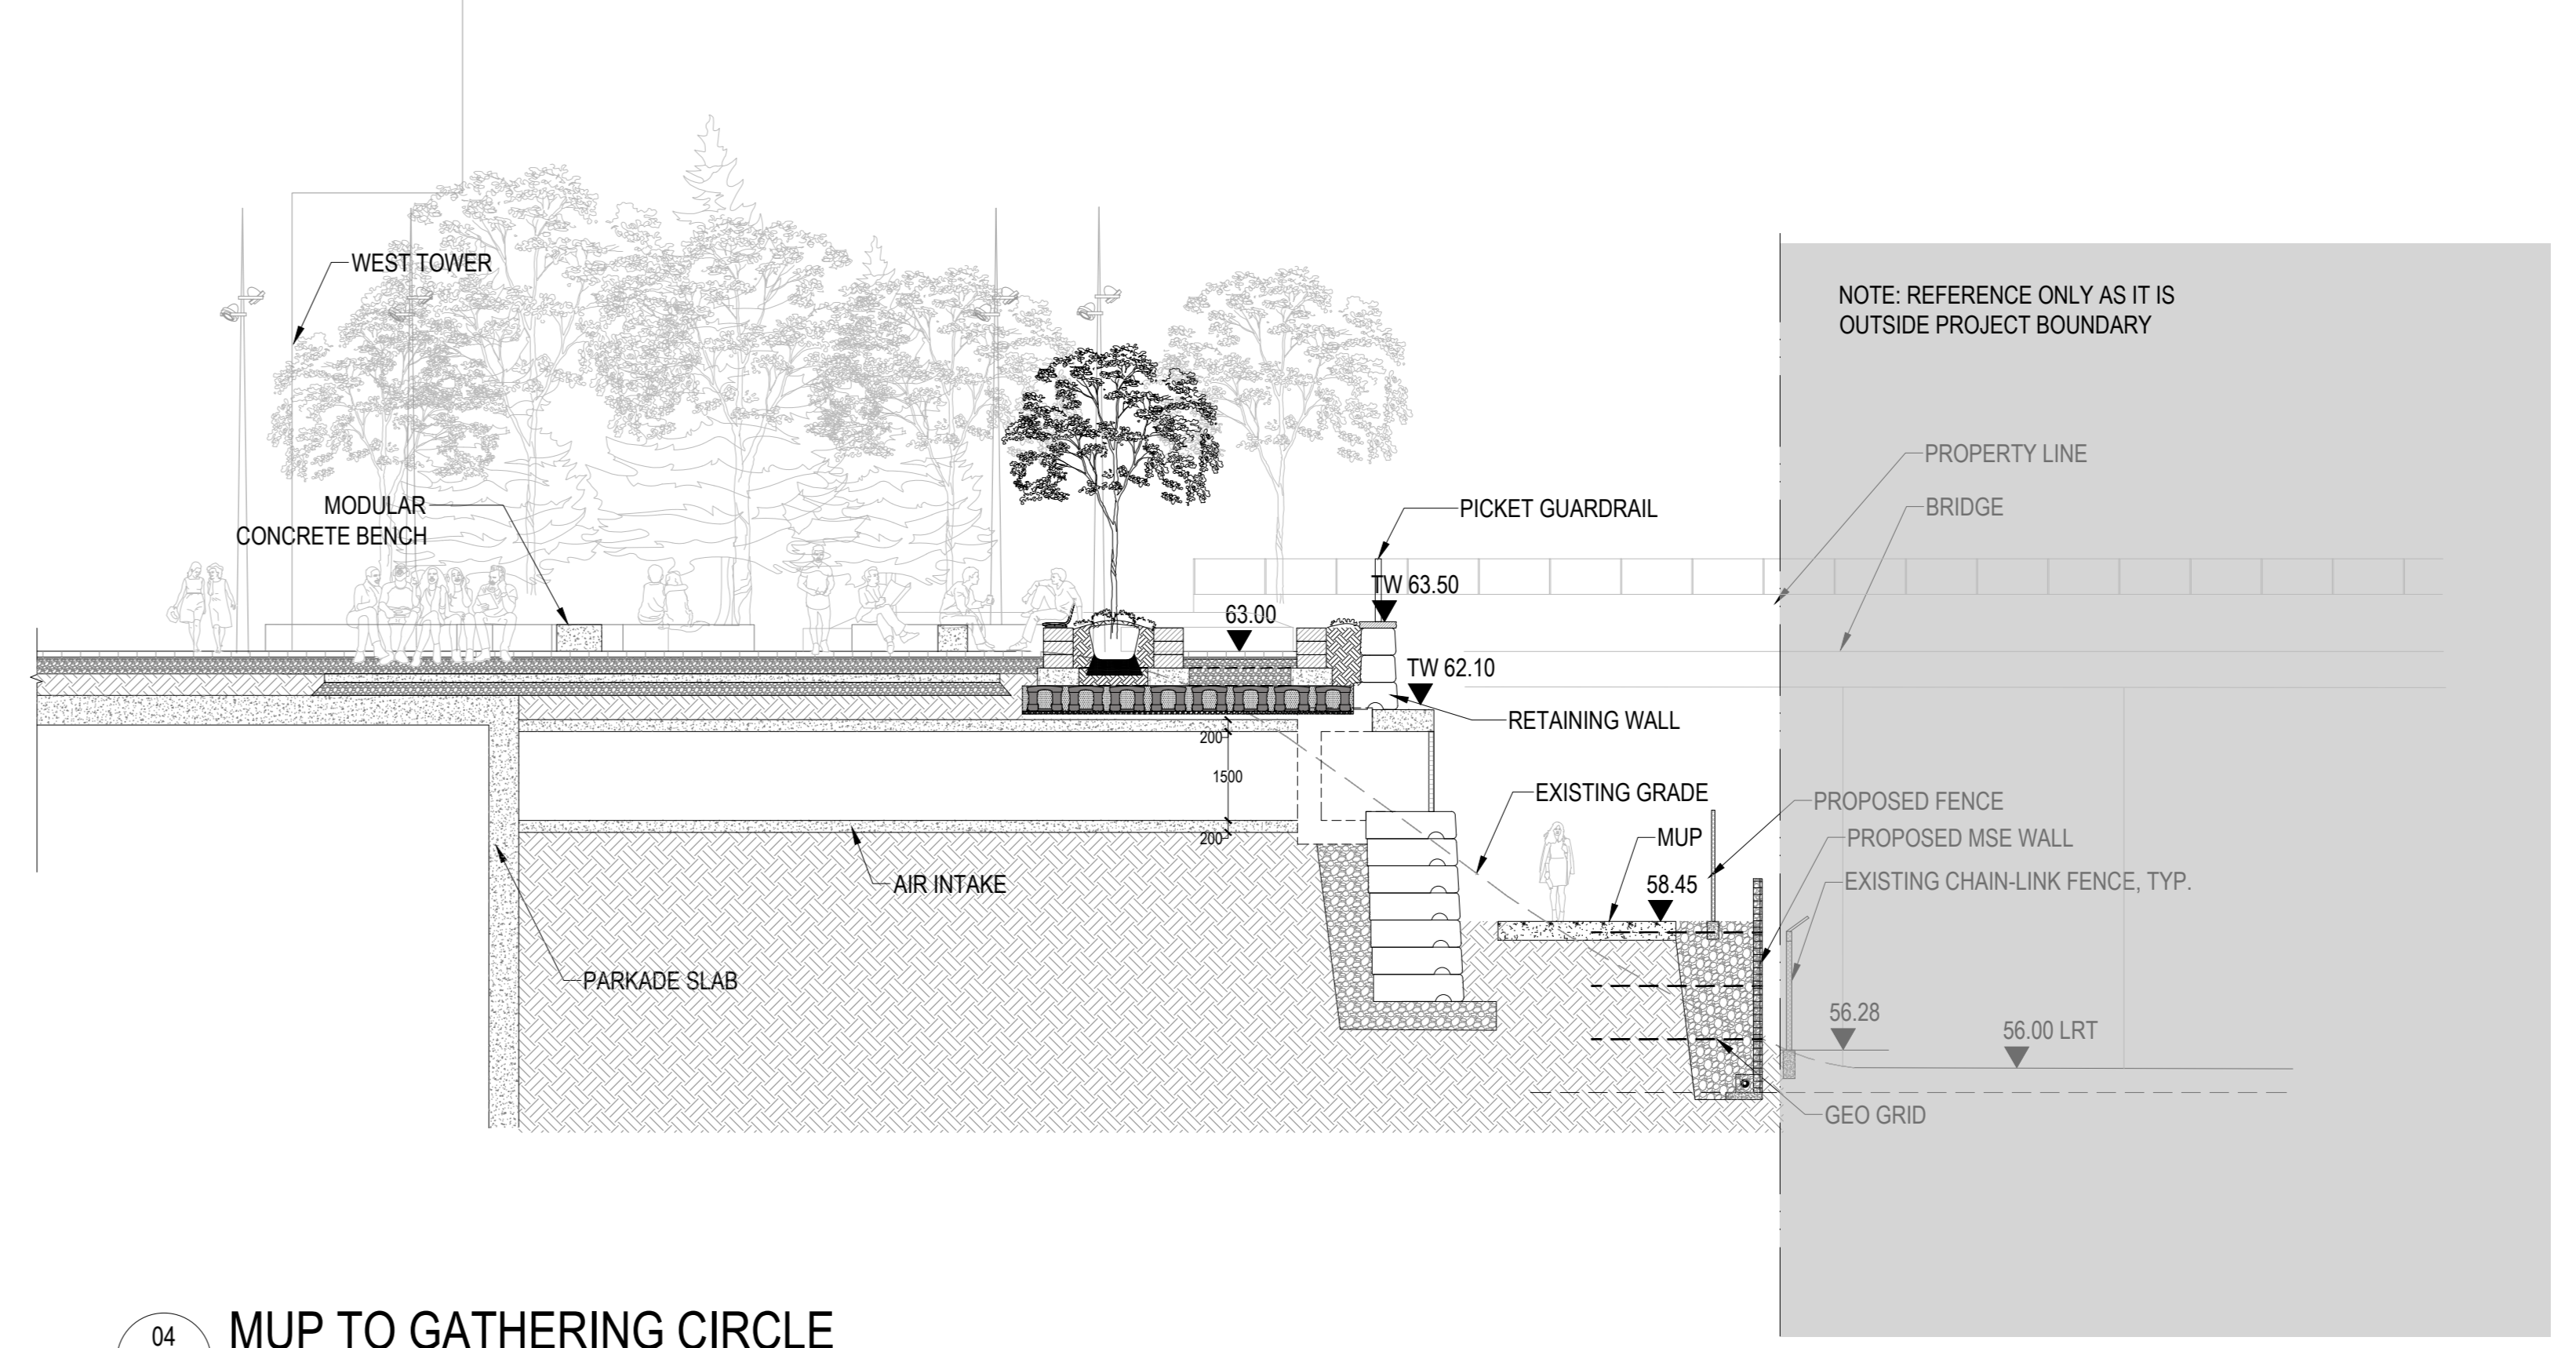 WEST TOWER
NOTE: REFERENCE ONLY AS IT IS
OUTSIDE PROJECT BOUNDARY
PROPERTY LINE
BRIDGE
MODULAR
CONCRETE BENCH
PICKET GUARDRAIL
TW 63.50
63.00
TW 62.10
RETAINING WALL
200
1500
200
EXISTING GRADE
PROPOSED FENCE
MUP
PROPOSED MSE WALL
58.45
EXISTING CHAIN-LINK FENCE, TYP.
AIR INTAKE
PARKADE SLAB
56.28
56.00 LRT
GEO GRID
04
MUP TO GATHERING CIRCLE